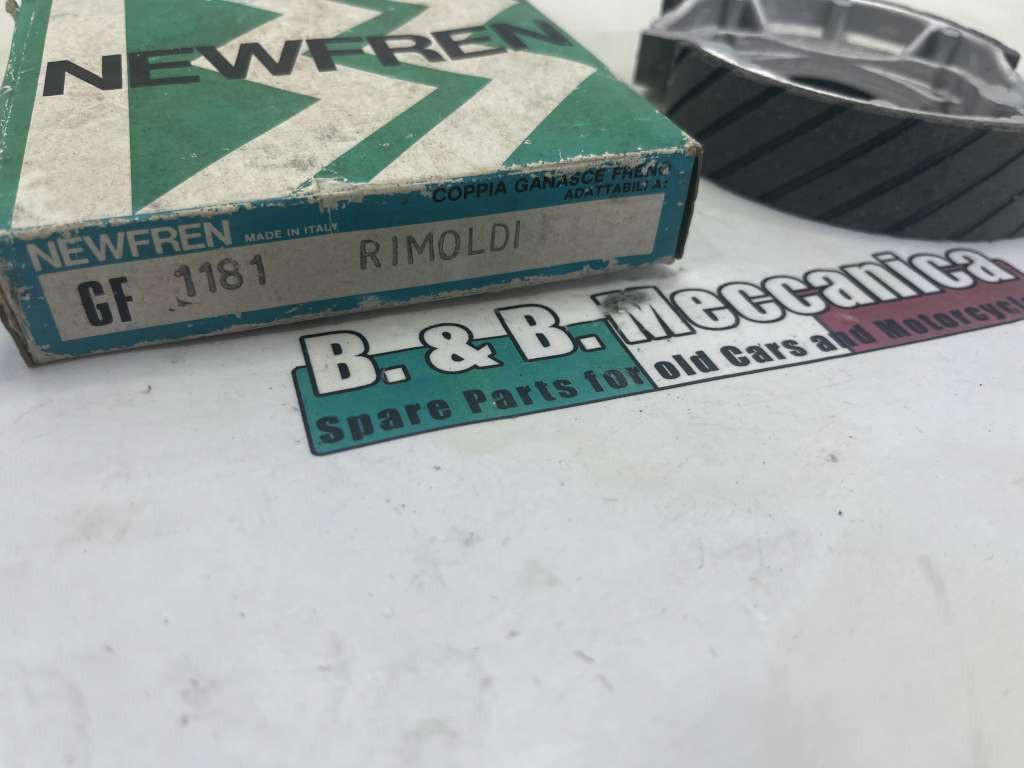 NEWFREN
COPPIA GANASCE FRENO
ADATTABILI A:
NEWFREN MADE IN ITALY
GF 1181 RIMOLDI
B. & B. Meccanica
Spare Parts for old Cars and Motorcycle